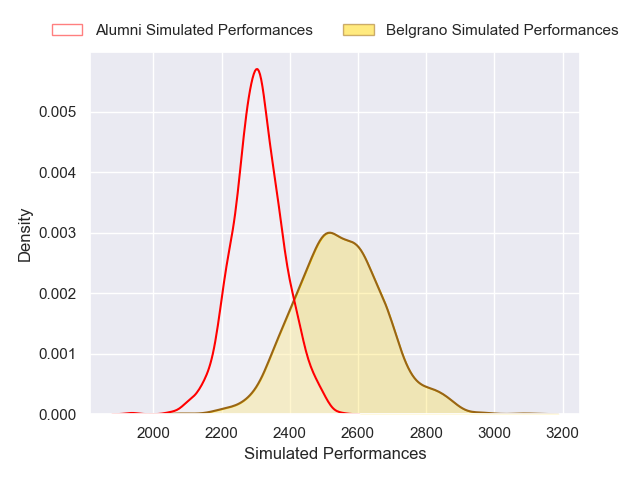 Alumni Simulated Performances
Belgrano Simulated Performances
Density
0.005
0.004
0.003
0.002
0.001
0.000
2000 2200 2400 2600 2800 3000 3200
Simulated Performances